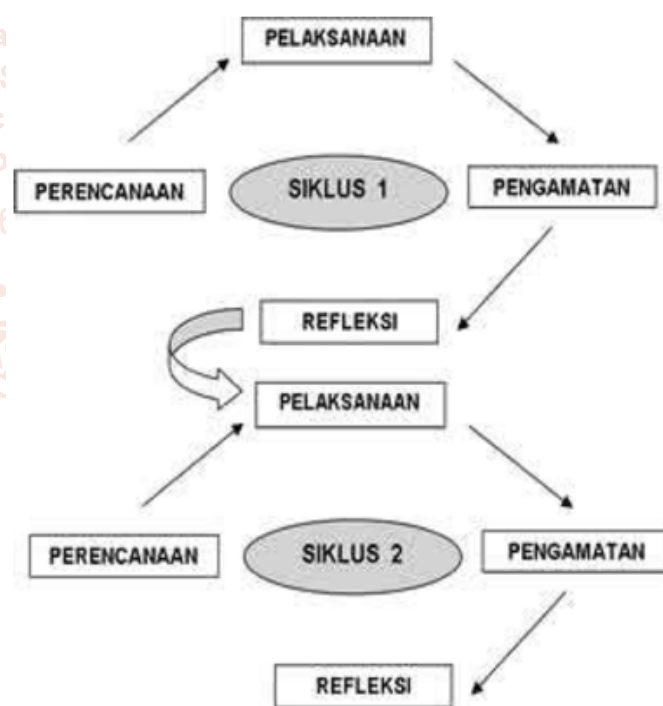 PELAKSANAAN
PERENCANAAN
SIKLUS 1
PENGAMATAN
REFLEKSI
PELAKSANAAN
PERENCANAAN
SIKLUS 2
PENGAMATAN
REFLEKSI